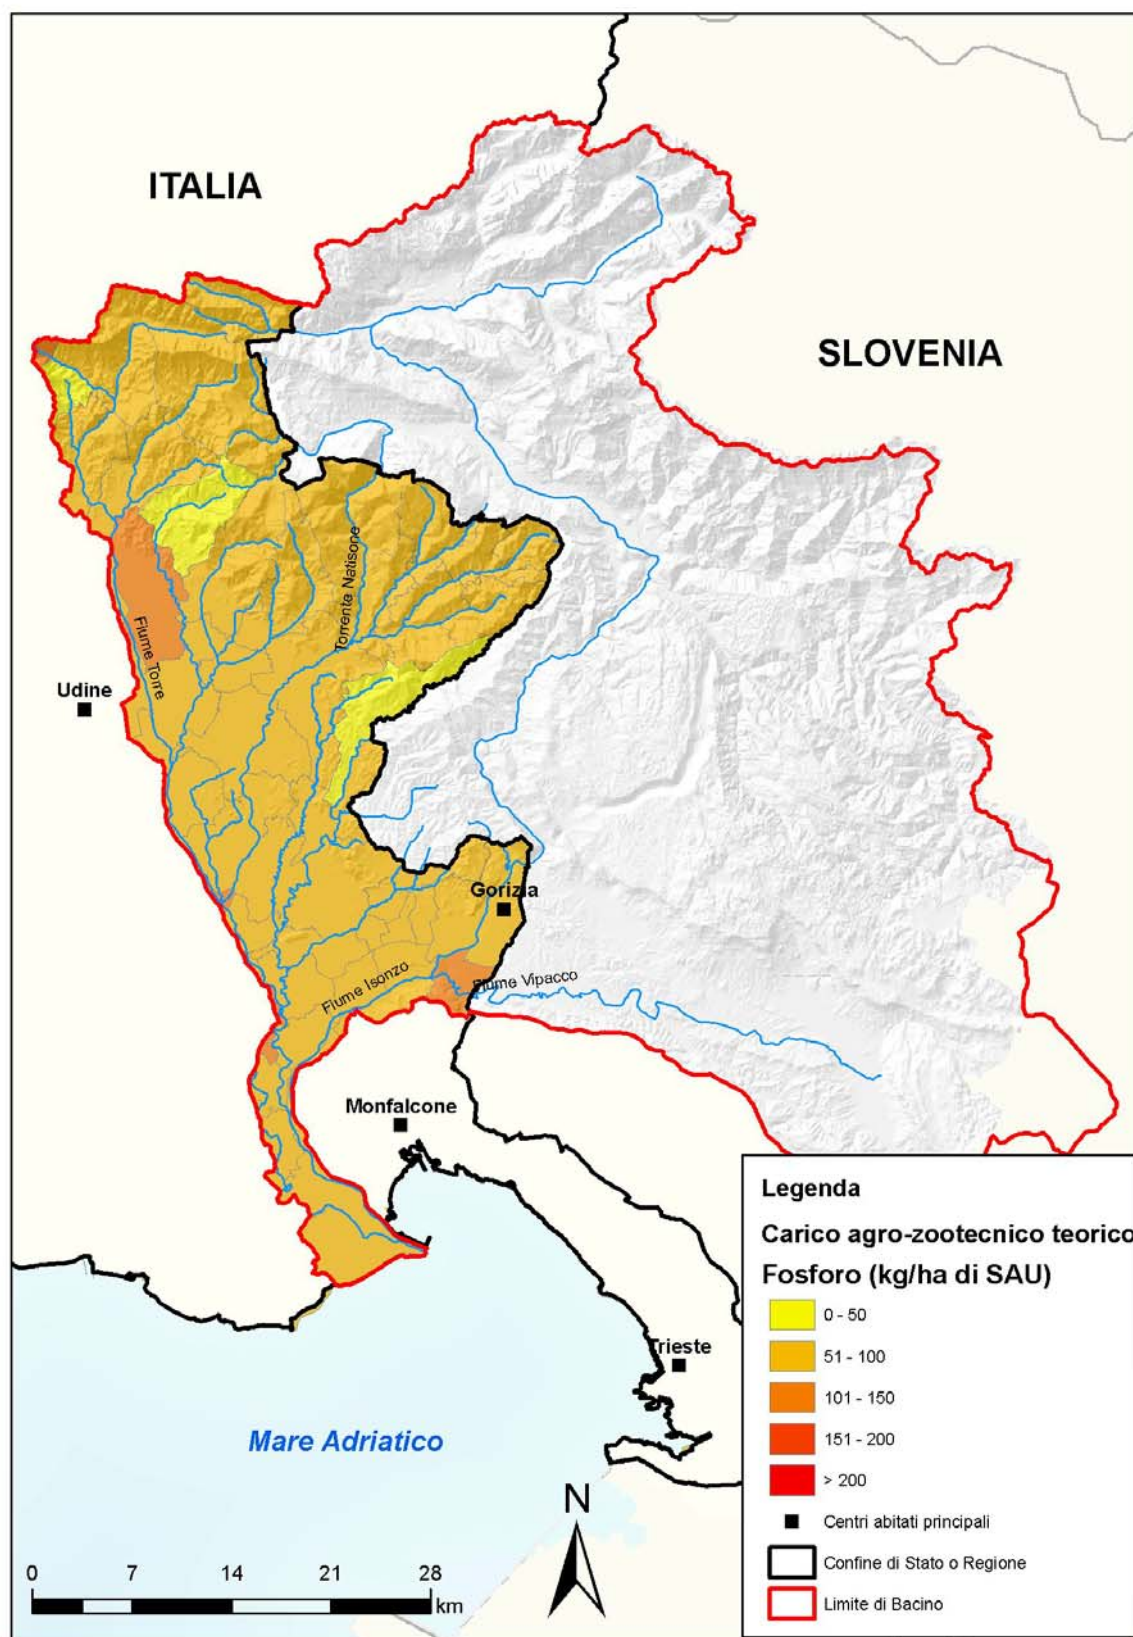 ITALIA
SLOVENIA
Torrente Natisone
Fiume Torre
Udine
Gorizia
Fiume Isonzo
Fiume Vipacco
Monfalcone
Trieste
Mare Adriatico
N
0 7 14 21 28
km
Legenda
Carico agro-zootecnico teorico
Fosforo (kg/ha di SAU)
0 - 50
51 - 100
101 - 150
151 - 200
> 200
Centri abitati principali
Confine di Stato o Regione
Limite di Bacino